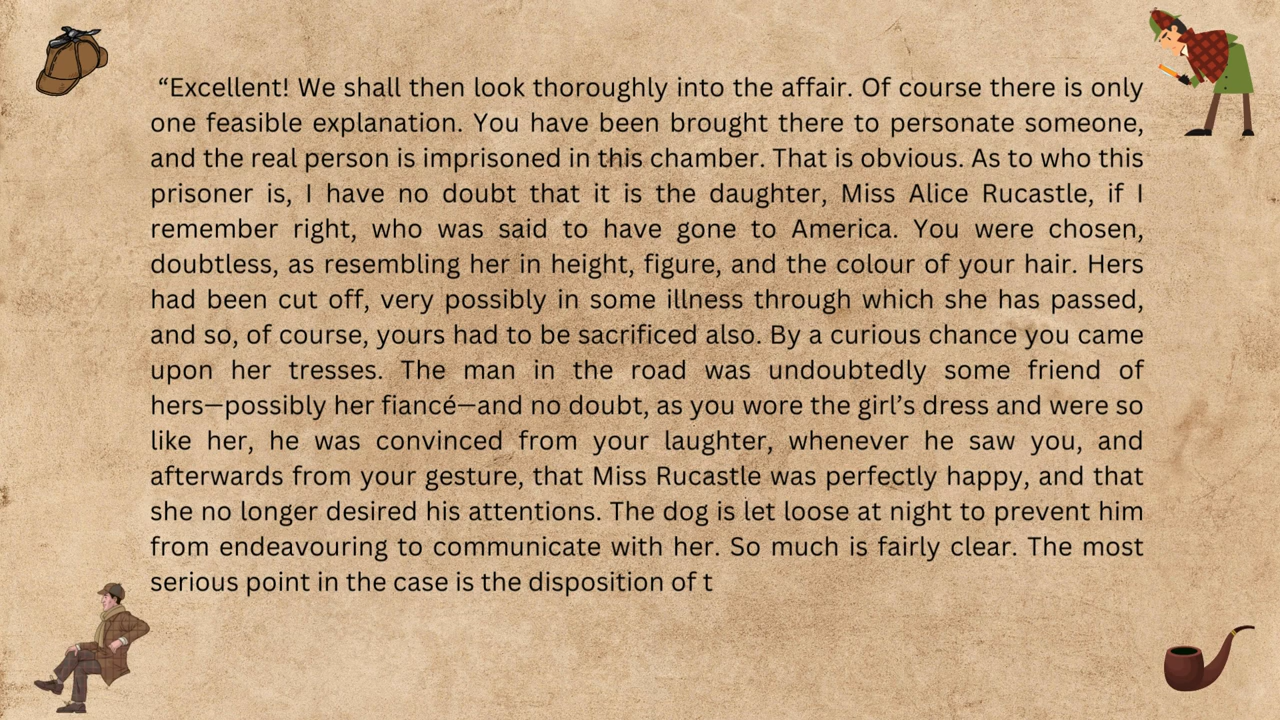 “Excellent! We shall then look thoroughly into the affair. Of course there is only
one feasible explanation. You have been brought there to personate someone,
and the real person is imprisoned in this chamber. That is obvious. As to who this
prisoner is, I have no doubt that it is the daughter, Miss Alice Rucastle, if I
remember right, who was said to have gone to America. You were chosen,
doubtless, as resembling her in height, figure, and the colour of your hair. Hers
had been cut off, very possibly in some illness through which she has passed,
and so, of course, yours had to be sacrificed also. By a curious chance you came
upon her tresses. The man in the road was undoubtedly some friend of
hers—possibly her fiancé—and no doubt, as you wore the girl’s dress and were so
like her, he was convinced from your laughter, whenever he saw you, and
afterwards from your gesture, that Miss Rucastle was perfectly happy, and that
she no longer desired his attentions. The dog is let loose at night to prevent him
from endeavouring to communicate with her. So much is fairly clear. The most
serious point in the case is the disposition of t